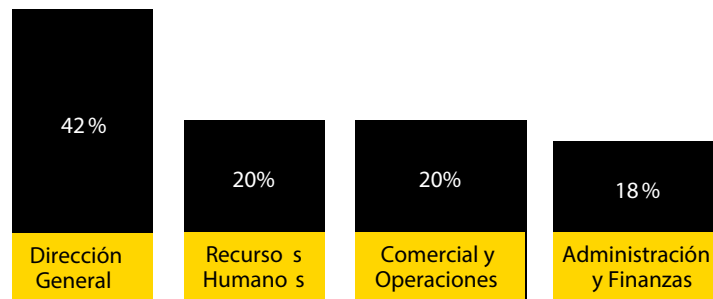 42 %
20%
20%
18 %
Dirección
General
Recurso s
Humano s
Comercial y
Operaciones
Administración
y Finanzas